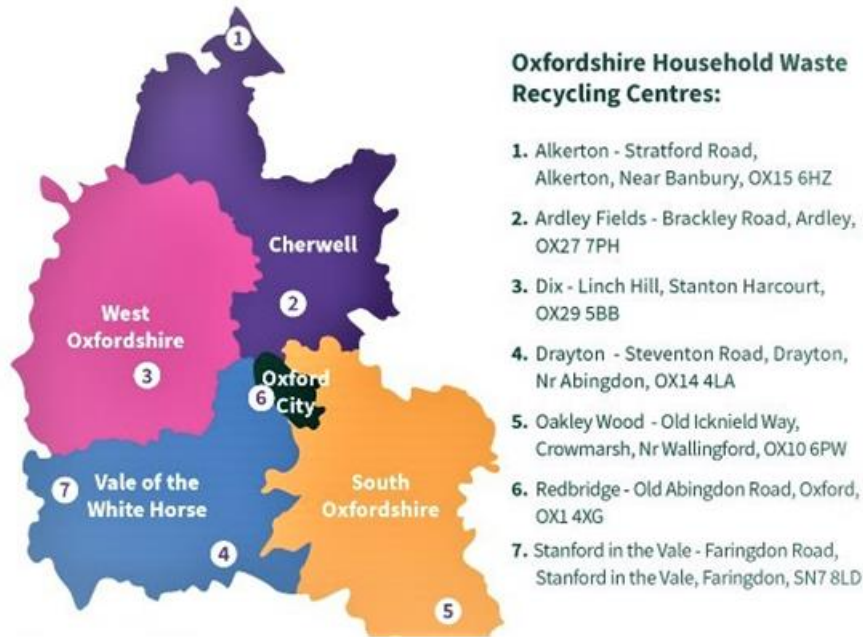 1
Cherwell
2
West
Oxfordshire
3
Oxford
City
6
7
Vale of the
White Horse
South
Oxfordshire
4
5
Oxfordshire Household Waste
Recycling Centres:
1. Alkerton - Stratford Road,
Alkerton, Near Banbury, OX15 6HZ
2. Ardley Fields - Brackley Road, Ardley,
OX27 7PH
3. Dix - Linch Hill, Stanton Harcourt,
OX29 5BB
4. Drayton - Steventon Road, Drayton,
Nr Abingdon, OX14 4LA
5. Oakley Wood - Old Icknield Way,
Crowmarsh, Nr Wallingford, OX10 6PW
6. Redbridge - Old Abingdon Road, Oxford,
OX1 4XG
7. Stanford in the Vale - Faringdon Road,
Stanford in the Vale, Faringdon, SN7 8LD